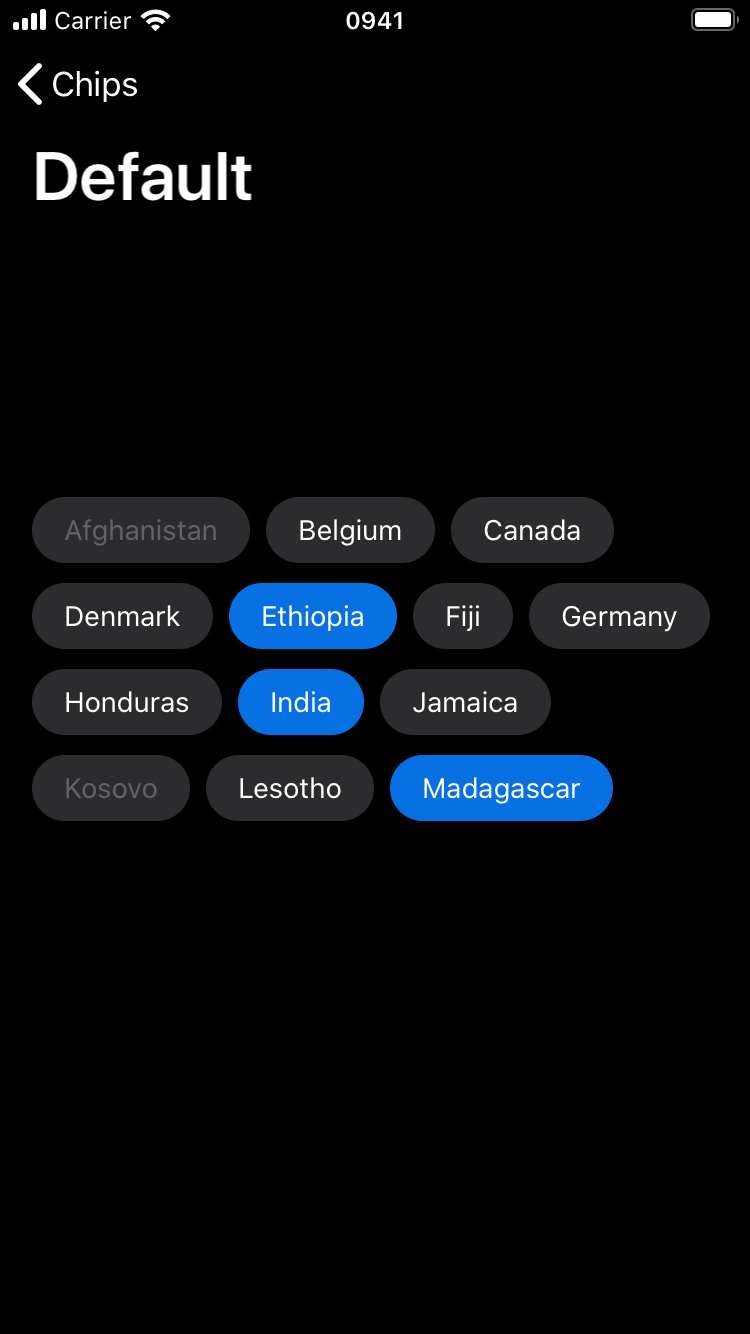 Carrier 0941
Chips
Default
Afghanistan Belgium Canada
Denmark Ethiopia Fiji Germany
Honduras India Jamaica
Kosovo Lesotho Madagascar